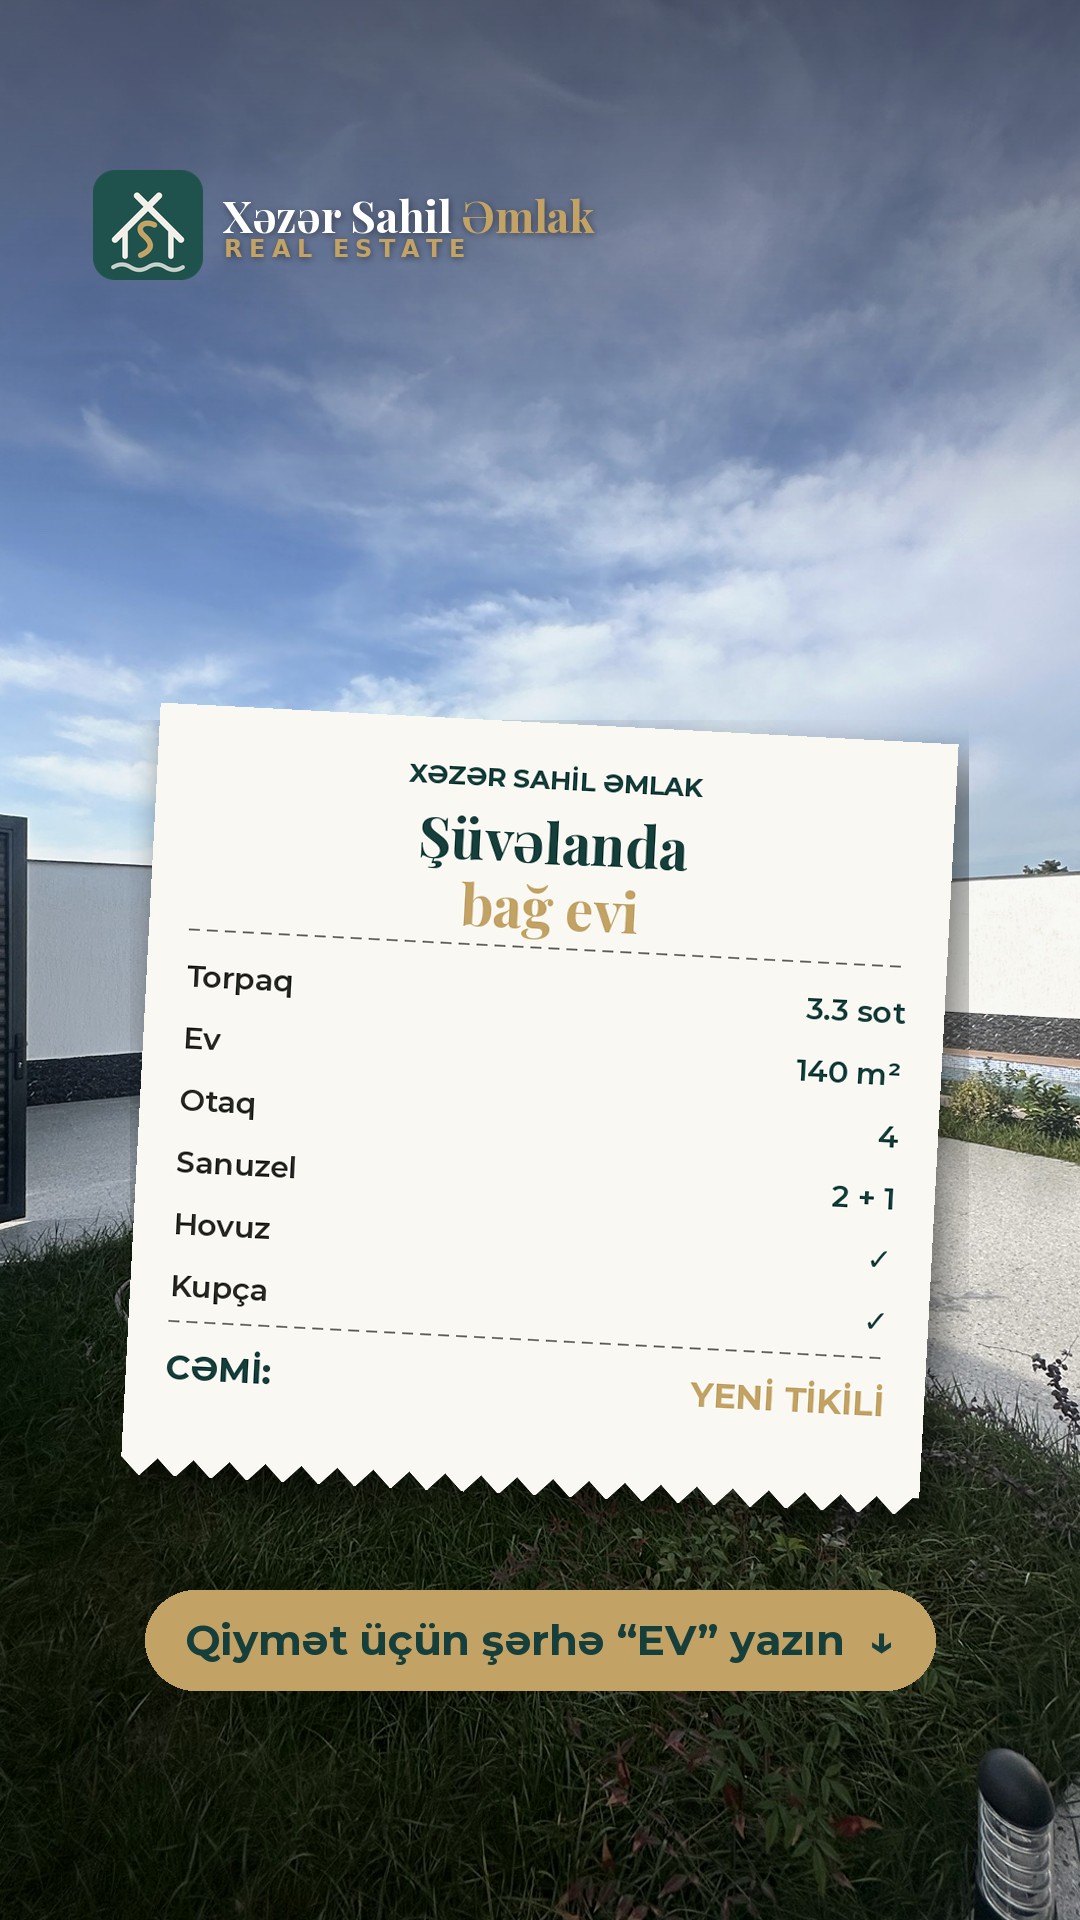 Xəzər Sahil Əmlak
REAL ESTATE
XƏZƏR SAHİL ƏMLAK
Şüvəlanda
bağ evi
Torpaq 3.3 sot
Ev 140 m²
Otaq 4
Sanuzel 2 + 1
Hovuz ✓
Kupça ✓
CƏMİ: YENİ TİKİLİ
Qiymət üçün şərhə “EV” yazın ↓